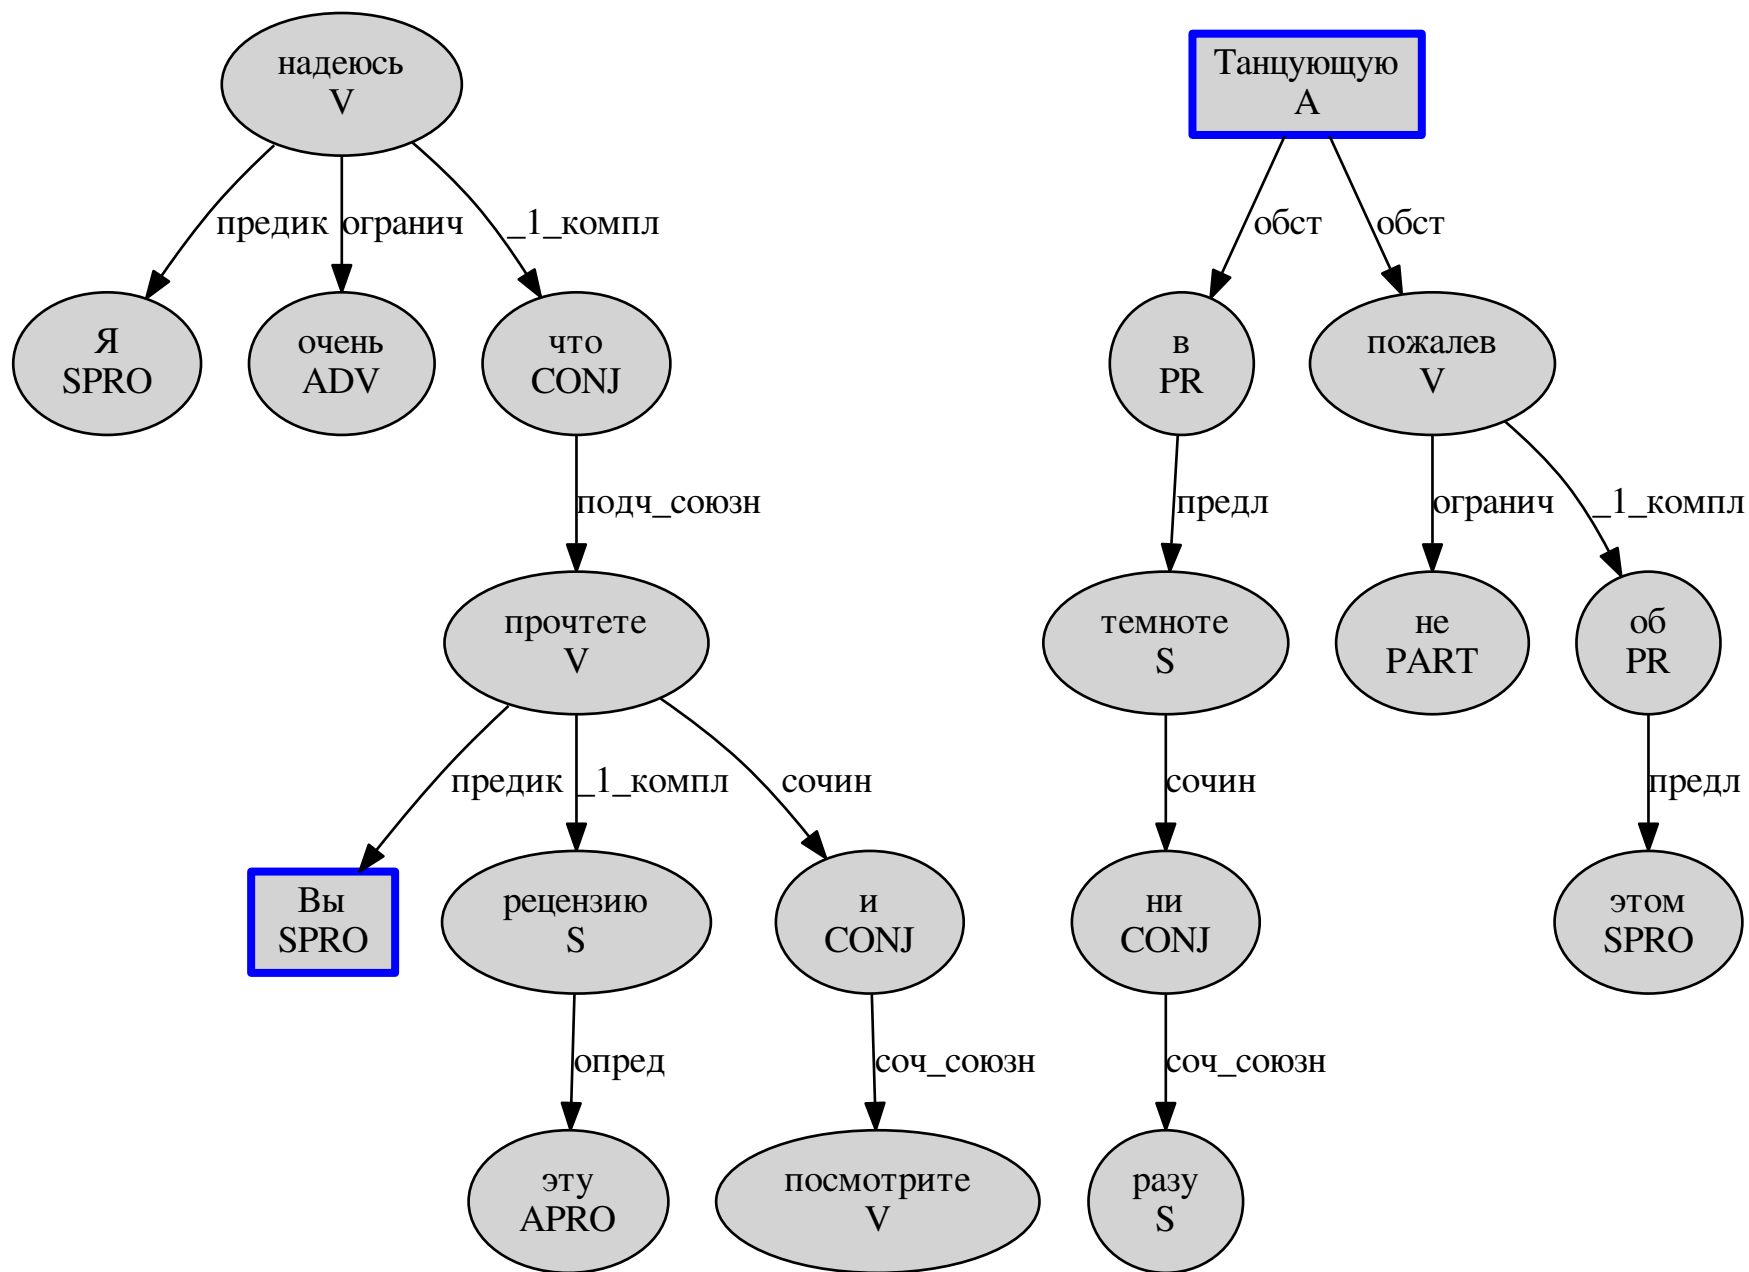 надеюсь
V
Танцующую
A
предик
огранич
_1_компл
обст
обст
Я
SPRO
очень
ADV
что
CONJ
в
PR
пожалев
V
подч_союзн
предл
огранич
_1_компл
прочтете
V
темноте
S
не
PART
об
PR
предик
_1_компл
сочин
сочин
предл
Вы
SPRO
рецензию
S
и
CONJ
ни
CONJ
этом
SPRO
опред
соч_союзн
соч_союзн
эту
APRO
посмотрите
V
разу
S